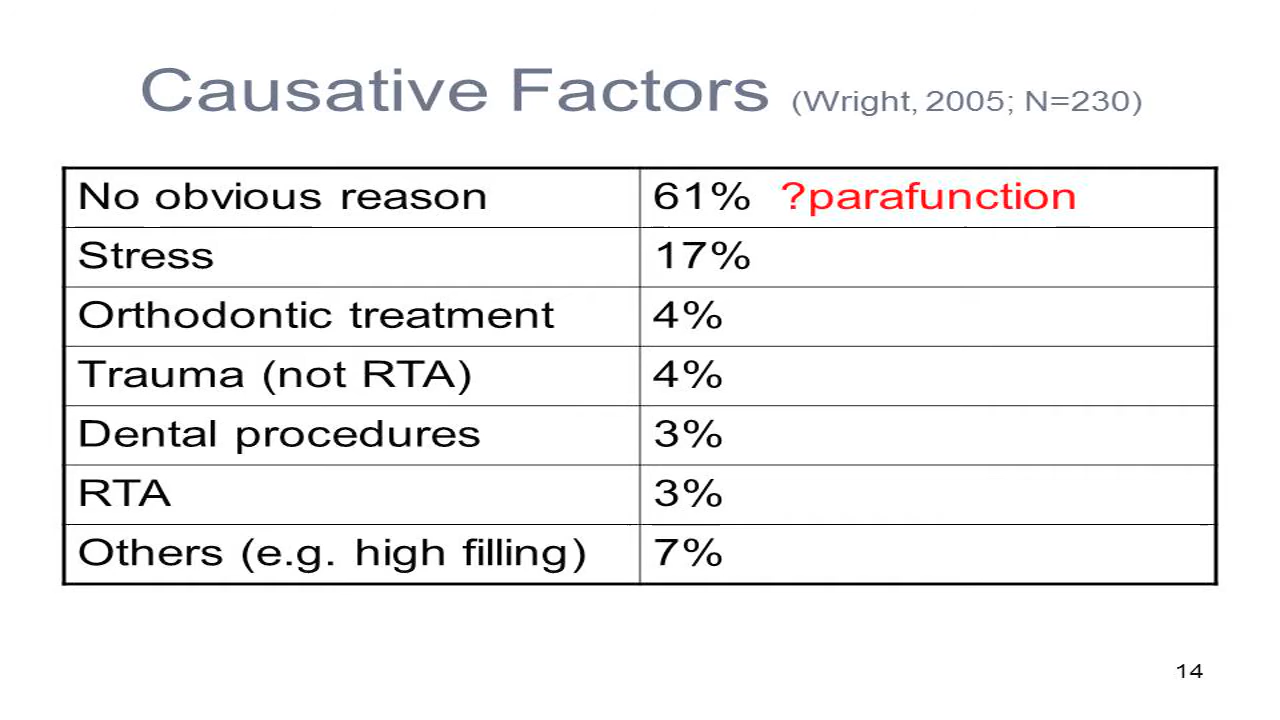 Causative Factors (Wright, 2005; N=230)
No obvious reason 61% ?parafunction
Stress 17%
Orthodontic treatment 4%
Trauma (not RTA) 4%
Dental procedures 3%
RTA 3%
Others (e.g. high filling) 7%
14